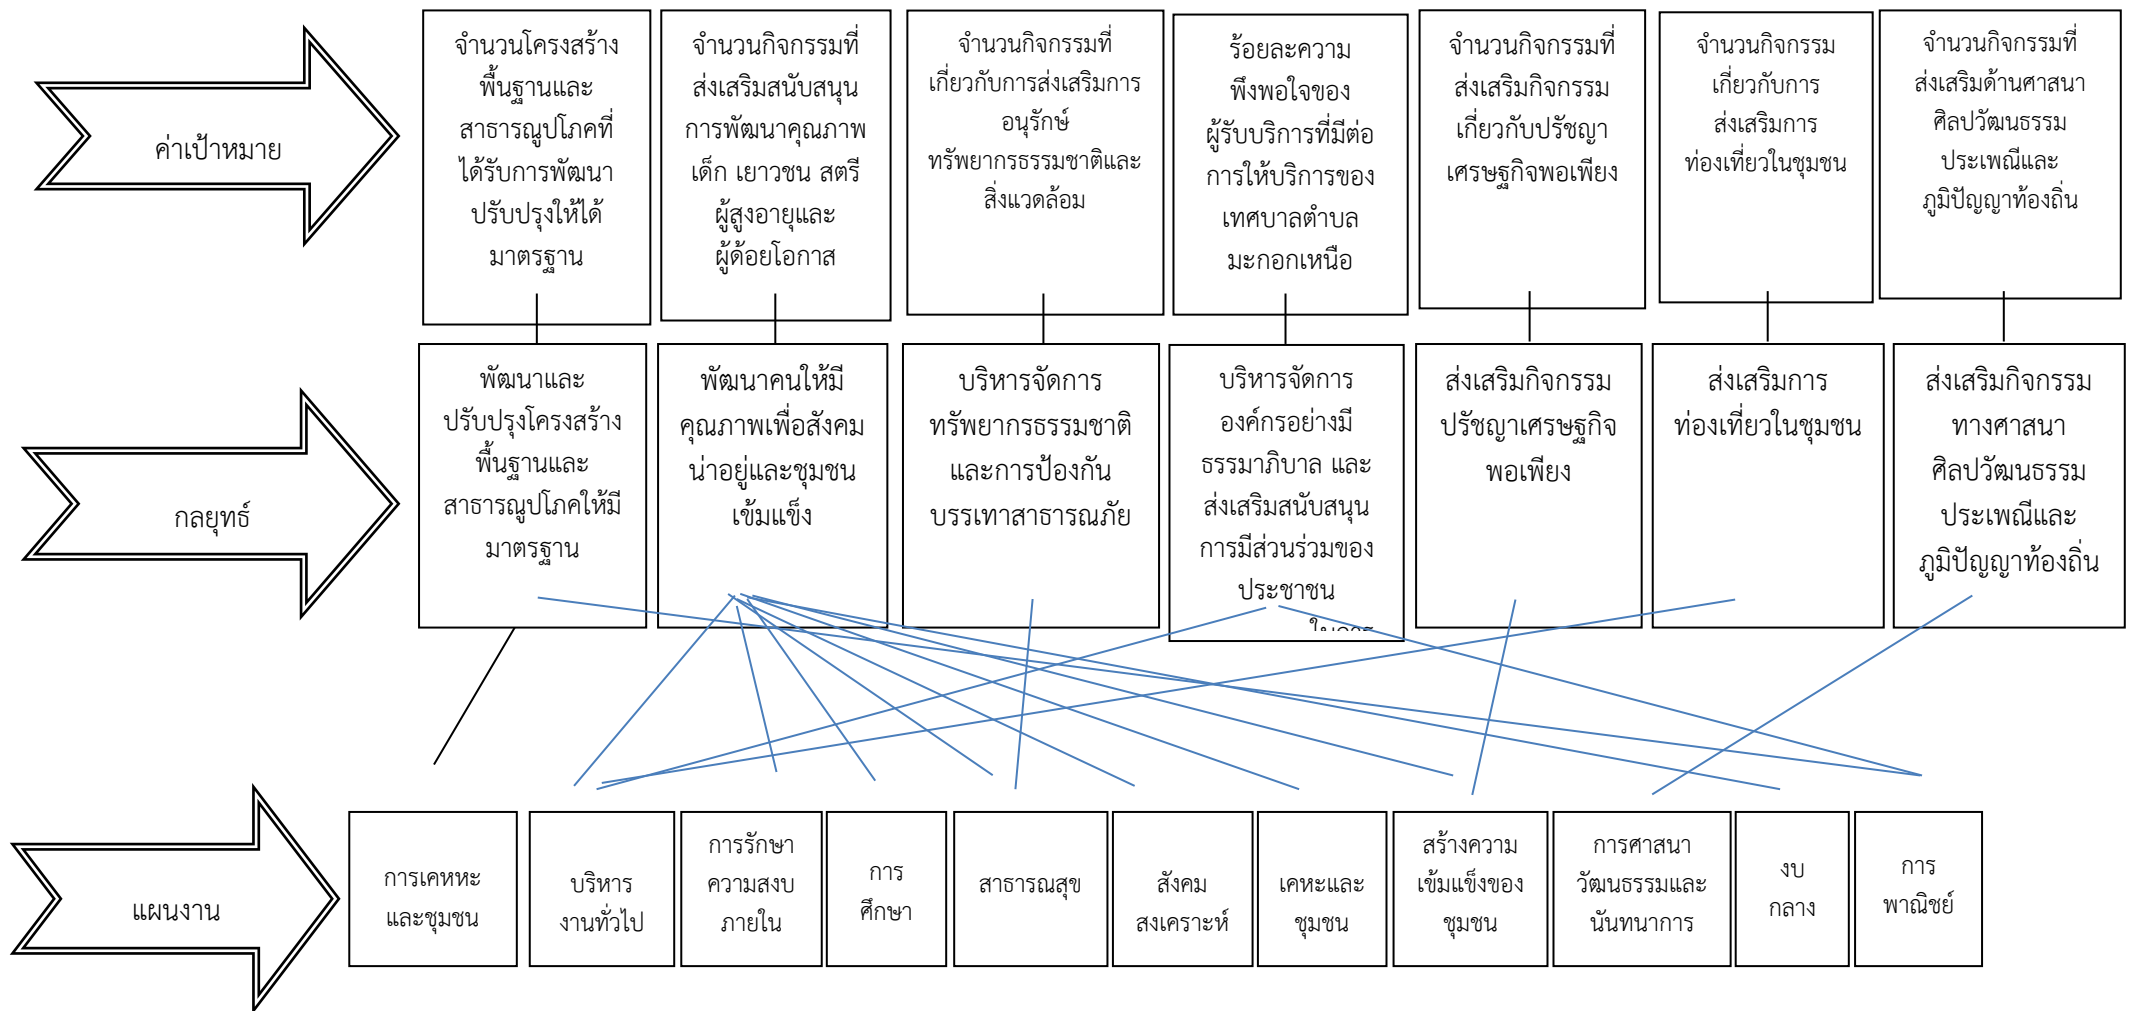 ค่าเป้าหมาย
จำนวนโครงสร้าง
พื้นฐานและ
สาธารณูปโภคที่
ได้รับการพัฒนา
ปรับปรุงให้ได้
มาตรฐาน
จำนวนกิจกรรมที่
ส่งเสริมสนับสนุน
การพัฒนาคุณภาพ
เด็ก เยาวชน สตรี
ผู้สูงอายุและ
ผู้ด้อยโอกาส
จำนวนกิจกรรมที่
เกี่ยวกับการส่งเสริมการ
อนุรักษ์
ทรัพยากรธรรมชาติและ
สิ่งแวดล้อม
ร้อยละความ
พึงพอใจของ
ผู้รับบริการที่มีต่อ
การให้บริการของ
เทศบาลตำบล
มะกอกเหนือ
จำนวนกิจกรรมที่
ส่งเสริมกิจกรรม
เกี่ยวกับปรัชญา
เศรษฐกิจพอเพียง
จำนวนกิจกรรม
เกี่ยวกับการ
ส่งเสริมการ
ท่องเที่ยวในชุมชน
จำนวนกิจกรรมที่
ส่งเสริมด้านศาสนา
ศิลปวัฒนธรรม
ประเพณีและ
ภูมิปัญญาท้องถิ่น
กลยุทธ์
พัฒนาและ
ปรับปรุงโครงสร้าง
พื้นฐานและ
สาธารณูปโภคให้มี
มาตรฐาน
พัฒนาคนให้มี
คุณภาพเพื่อสังคม
น่าอยู่และชุมชน
เข้มแข็ง
บริหารจัดการ
ทรัพยากรธรรมชาติ
และการป้องกัน
บรรเทาสาธารณภัย
บริหารจัดการ
องค์กรอย่างมี
ธรรมาภิบาล และ
ส่งเสริมสนับสนุน
การมีส่วนร่วมของ
ประชาชน
ส่งเสริมกิจกรรม
ปรัชญาเศรษฐกิจ
พอเพียง
ส่งเสริมการ
ท่องเที่ยวในชุมชน
ส่งเสริมกิจกรรม
ทางศาสนา
ศิลปวัฒนธรรม
ประเพณีและ
ภูมิปัญญาท้องถิ่น
แผนงาน
การเคหหะ
และชุมชน
บริหาร
งานทั่วไป
การรักษา
ความสงบ
ภายใน
การ
ศึกษา
สาธารณสุข
สังคม
สงเคราะห์
เคหะและ
ชุมชน
สร้างความ
เข้มแข็งของ
ชุมชน
การศาสนา
วัฒนธรรมและ
นันทนาการ
งบ
กลาง
การ
พาณิชย์